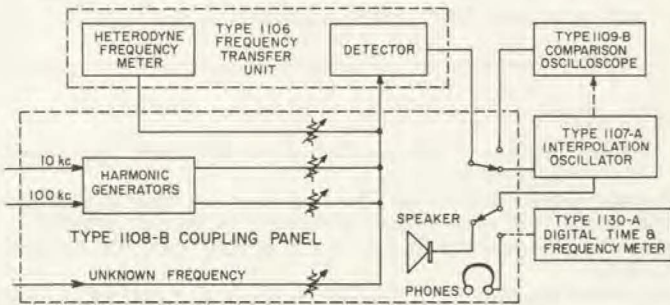 HETERODYNE
FREQUENCY
METER
TYPE 1106
FREQUENCY
TRANSFER
UNIT
DETECTOR
TYPE 1109-B
COMPARISON
OSCILLOSCOPE
10 kc
100 kc
HARMONIC
GENERATORS
TYPE 1107-A
INTERPOLATION
OSCILLATOR
TYPE 1108-B COUPLING PANEL
SPEAKER
TYPE 1130-A
DIGITAL TIME &
FREQUENCY METER
UNKNOWN FREQUENCY
PHONES